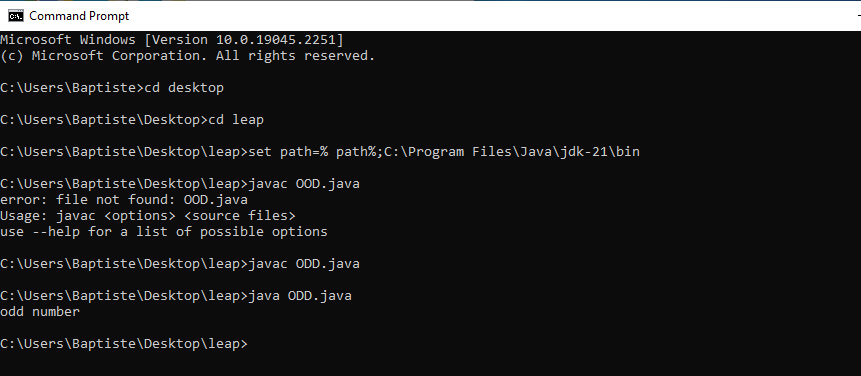 Command Prompt
Microsoft Windows [Version 10.0.19045.2251]
(c) Microsoft Corporation. All rights reserved.
C:\Users\Baptiste>cd desktop
C:\Users\Baptiste\Desktop>cd leap
C:\Users\Baptiste\Desktop\leap>set path=% path%;C:\Program Files\Java\jdk-21\bin
C:\Users\Baptiste\Desktop\leap>javac OOD.java
error: file not found: OOD.java
Usage: javac <options> <source files>
use --help for a list of possible options
C:\Users\Baptiste\Desktop\leap>javac ODD.java
C:\Users\Baptiste\Desktop\leap>java ODD.java
odd number
C:\Users\Baptiste\Desktop\leap>